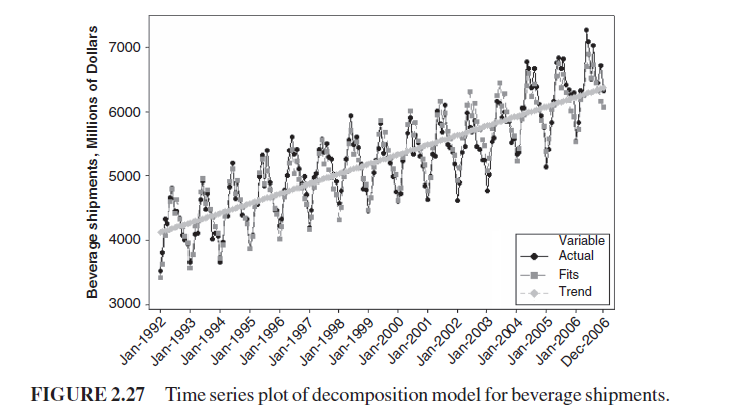 Beverage shipments, Millions of Dollars
7000
6000
5000
4000
3000
Variable
Actual
Fits
Trend
Jan-1992
Jan-1993
Jan-1994
Jan-1995
Jan-1996
Jan-1997
Jan-1998
Jan-1999
Jan-2000
Jan-2001
Jan-2002
Jan-2003
Jan-2004
Jan-2005
Jan-2006
Dec-2006
FIGURE 2.27 Time series plot of decomposition model for beverage shipments.